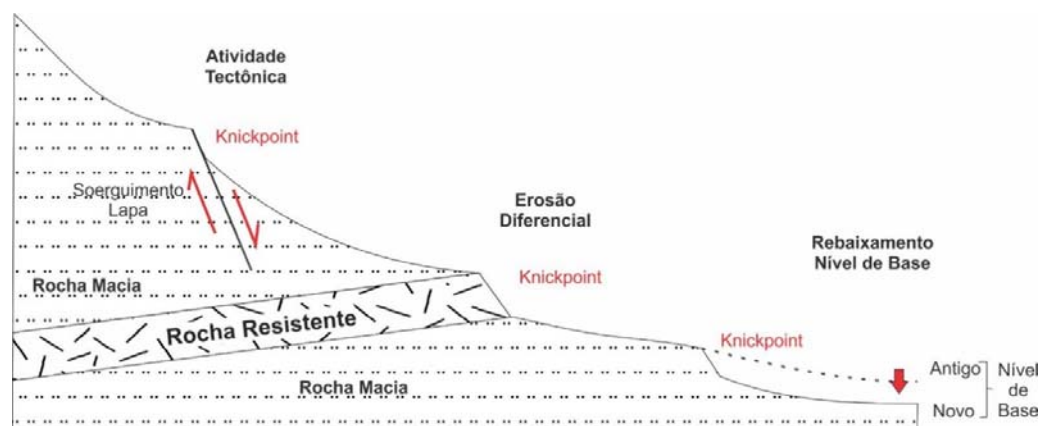 Atividade
Tectônica
Knickpoint
Soerguimento
Lapa
Erosão
Diferencial
Knickpoint
Rebaixamento
Nível de Base
Rocha Macia
Rocha Resistente
Knickpoint
Rocha Macia
Antigo
Novo
Nível
de
Base